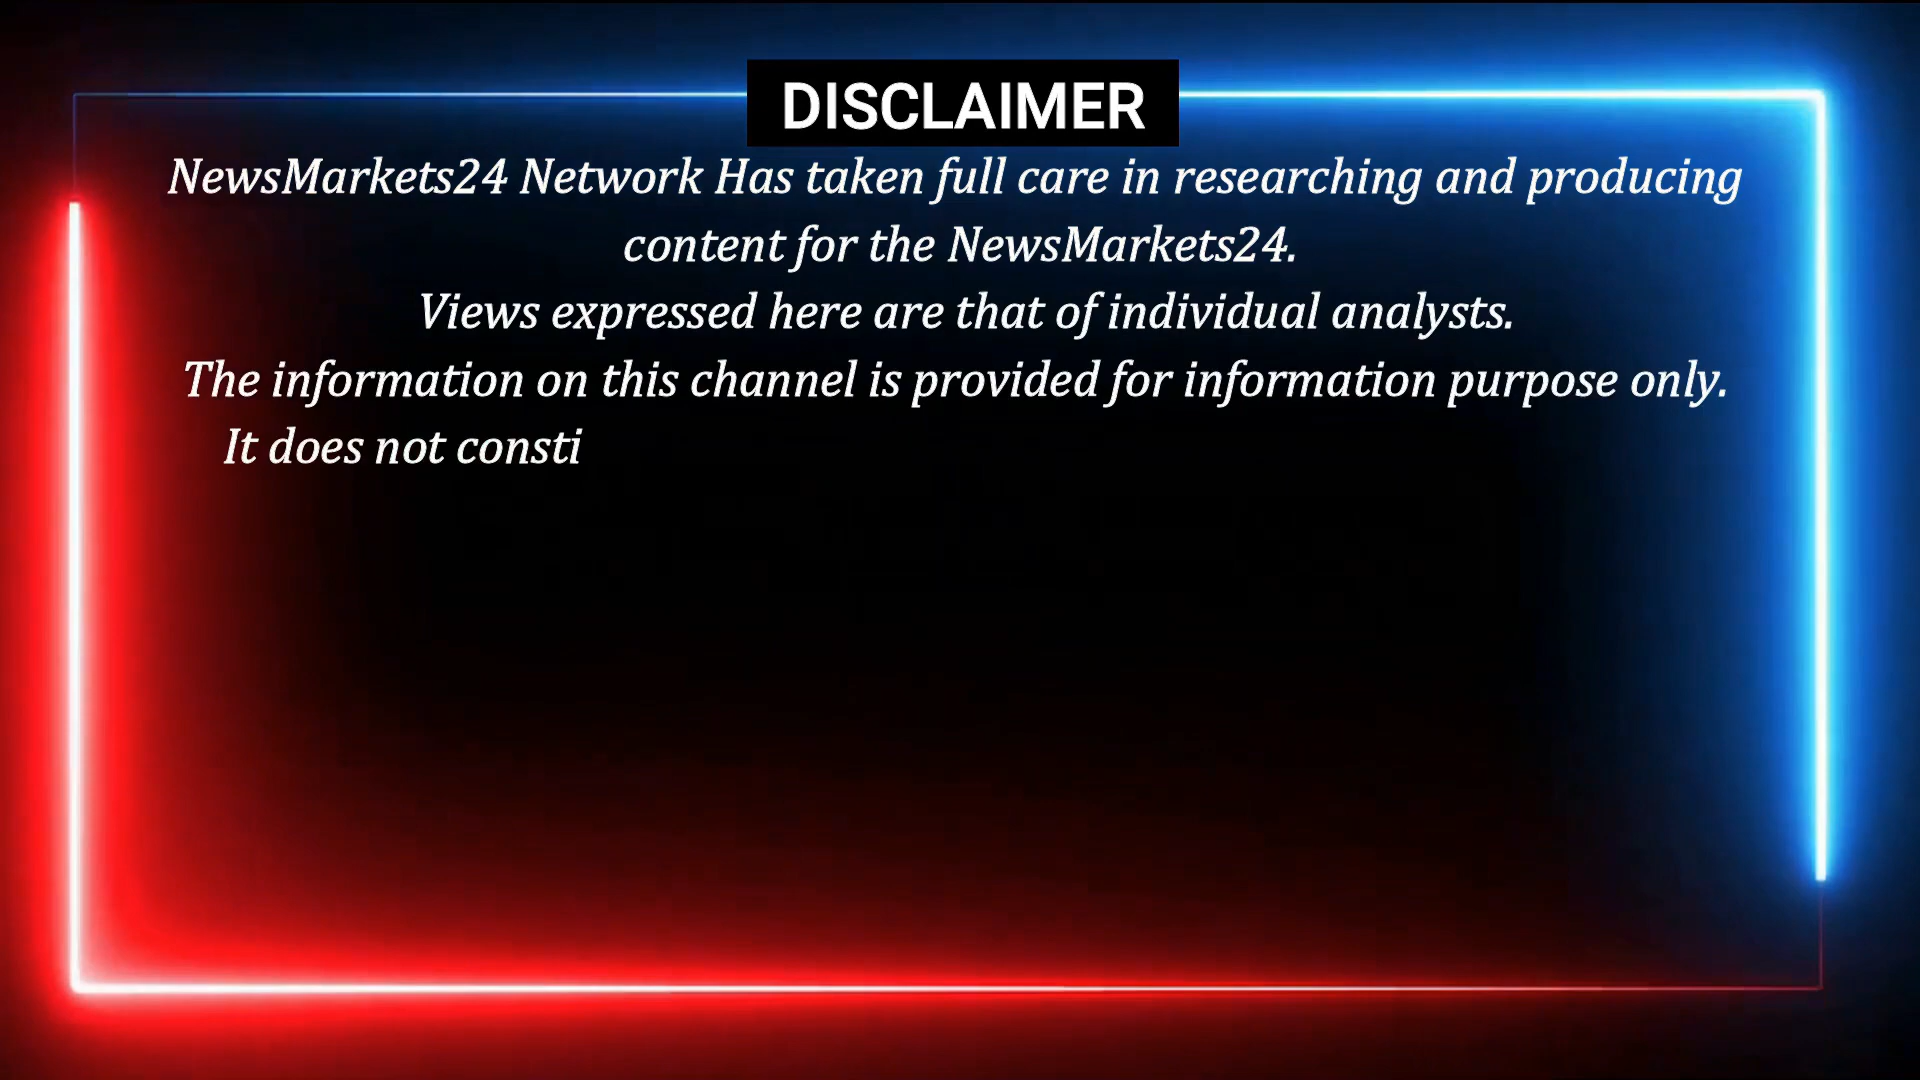 DISCLAIMER
NewsMarkets24 Network Has taken full care in researching and producing
content for the NewsMarkets24.
Views expressed here are that of individual analysts.
The information on this channel is provided for information purpose only.
It does not consti